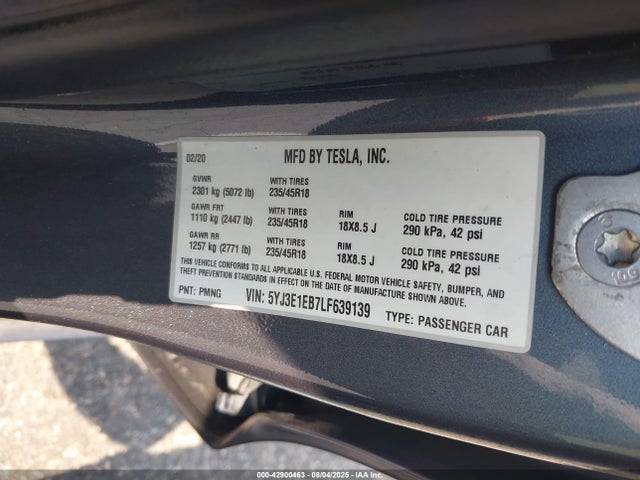 02/20 MFD BY TESLA, INC.
GVWR WITH TIRES
2301 kg (5072 lb) 235/45R18
GAWR FRT WITH TIRES RIM COLD TIRE PRESSURE
1110 kg (2447 lb) 235/45R18 18X8.5 J 290 kPa, 42 psi
GAWR RR WITH TIRES RIM COLD TIRE PRESSURE
1257 kg (2771 lb) 235/45R18 18X8.5 J 290 kPa, 42 psi
THIS VEHICLE CONFORMS TO ALL APPLICABLE U.S. FEDERAL MOTOR VEHICLE SAFETY, BUMPER, AND
THEFT PREVENTION STANDARDS IN EFFECT ON THE DATE OF MANUFACTURE SHOWN ABOVE.
PNT: PMNG VIN: 5YJ3E1EB7LF639139 TYPE: PASSENGER CAR
000-42900463 - 08/04/2025 - IAAI.COM